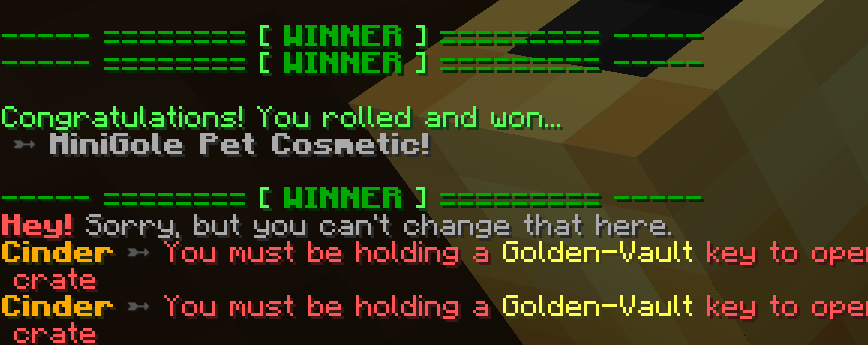 ----- ======== [ WINNER ] ========= -----
----- ======== [ WINNER ] ========= -----
Congratulations! You rolled and won...
➳ MiniGole Pet Cosmetic!
----- ======== [ WINNER ] ========= -----
Hey! Sorry, but you can't change that here.
Cinder ➳ You must be holding a Golden-Vault key to open
crate
Cinder ➳ You must be holding a Golden-Vault key to open
crate